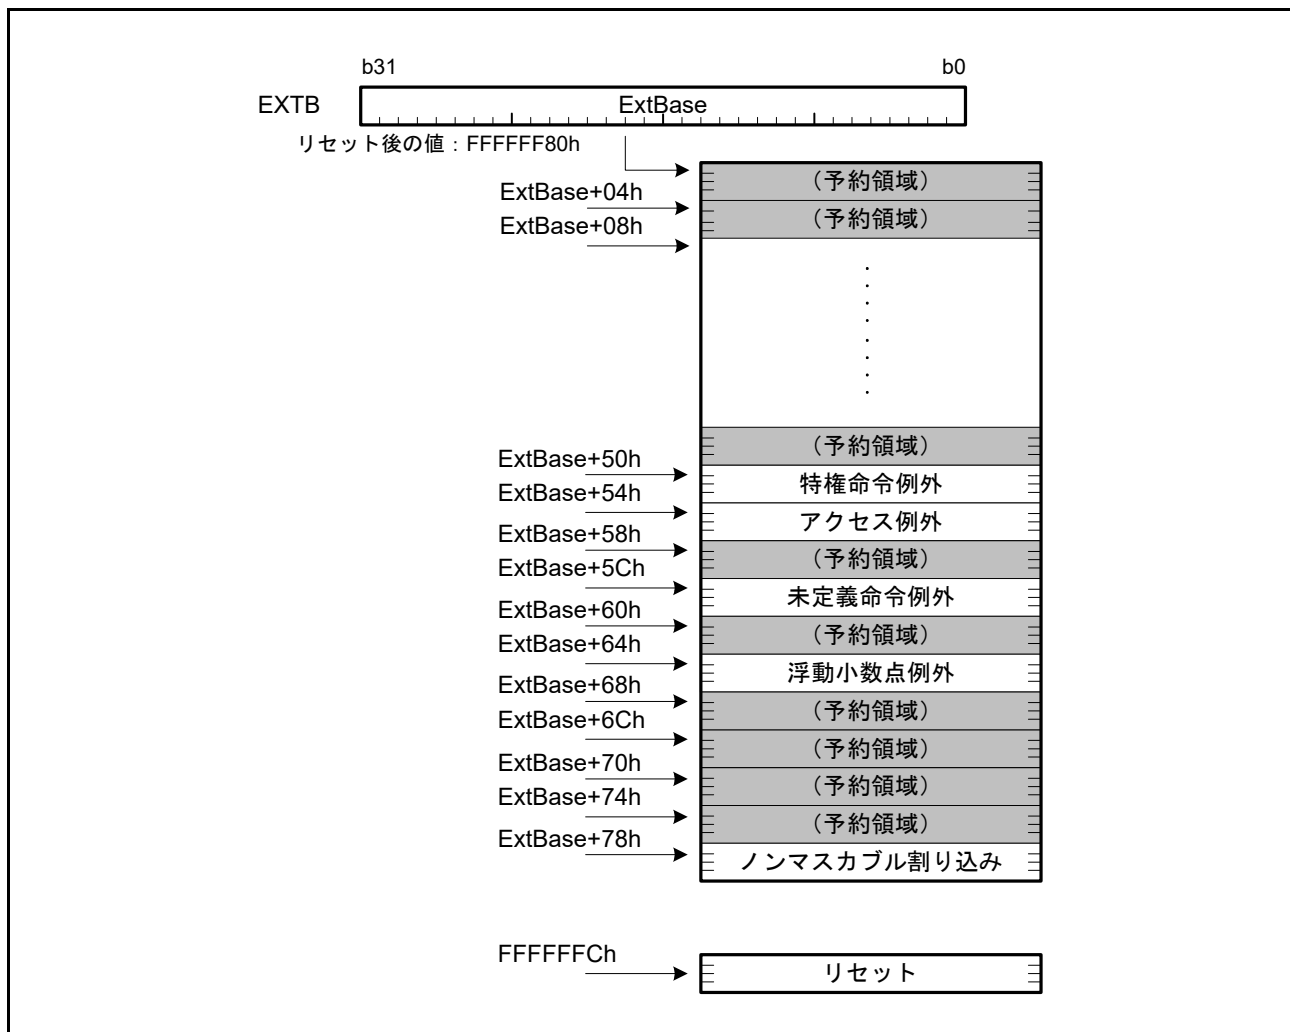 b31 b0
EXTB ExtBase
リセット後の値：FFFFFF80h
（予約領域）
ExtBase+04h
（予約領域）
ExtBase+08h
（予約領域）
ExtBase+50h
特権命令例外
ExtBase+54h
アクセス例外
ExtBase+58h
（予約領域）
ExtBase+5Ch
未定義命令例外
ExtBase+60h
（予約領域）
ExtBase+64h
浮動小数点例外
ExtBase+68h
（予約領域）
ExtBase+6Ch
（予約領域）
ExtBase+70h
（予約領域）
ExtBase+74h
（予約領域）
ExtBase+78h
ノンマスカブル割り込み
FFFFFFCh
リセット